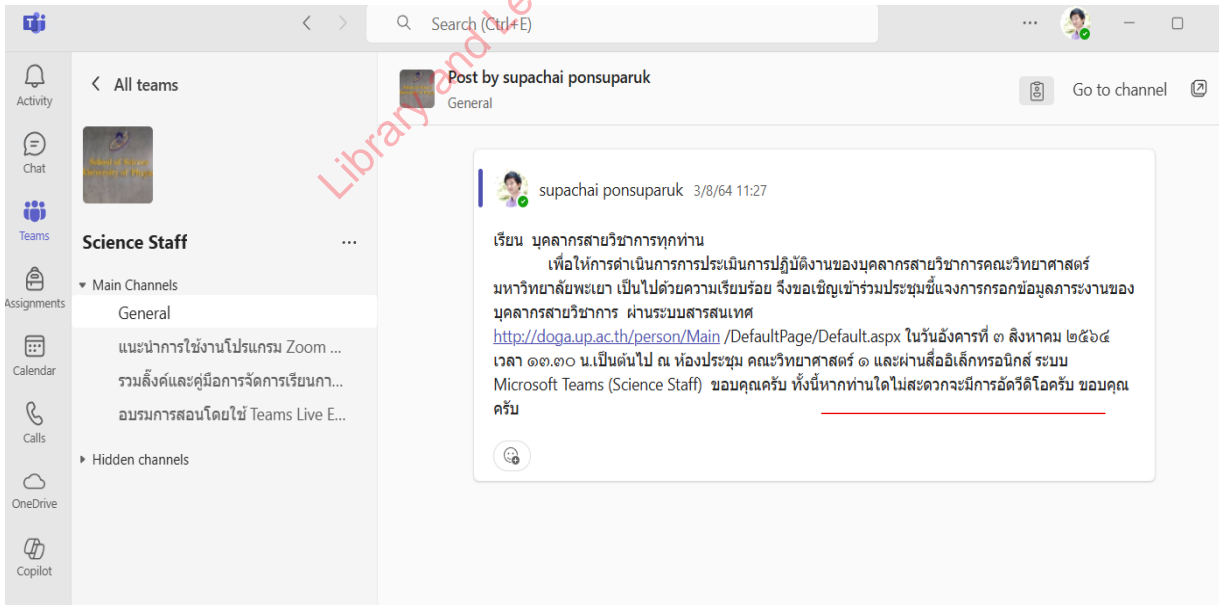 Search (Ctrl+E)
Library and Le
Activity
Chat
Teams
Assignments
Calendar
Calls
OneDrive
Copilot
All teams
Science Staff
Main Channels
General
แนะนำการใช้งานโปรแกรม Zoom ...
รวมลิ้งค์และคู่มือการจัดการเรียนกา...
อบรมการสอนโดยใช้ Teams Live E...
Hidden channels
Post by supachai ponsuparuk
General
Go to channel
supachai ponsuparuk 3/8/64 11:27
เรียน บุคลากรสายวิชาการทุกท่าน
เพื่อให้การดำเนินการการประเมินการปฏิบัติงานของบุคลากรสายวิชาการคณะวิทยาศาสตร์
มหาวิทยาลัยพะเยา เป็นไปด้วยความเรียบร้อย จึงขอเชิญเข้าร่วมประชุมชี้แจงการกรอกข้อมูลภาระงานของ
บุคลากรสายวิชาการ ผ่านระบบสารสนเทศ
http://doga.up.ac.th/person/Main /DefaultPage/Default.aspx ในวันอังคารที่ ๓ สิงหาคม ๒๕๖๔
เวลา ๑๓.๓๐ น.เป็นต้นไป ณ ห้องประชุม คณะวิทยาศาสตร์ ๑ และผ่านสื่ออิเล็กทรอนิกส์ ระบบ
Microsoft Teams (Science Staff) ขอบคุณครับ ทั้งนี้หากท่านใดไม่สะดวกจะมีการอัดวีดิโอครับ ขอบคุณ
ครับ